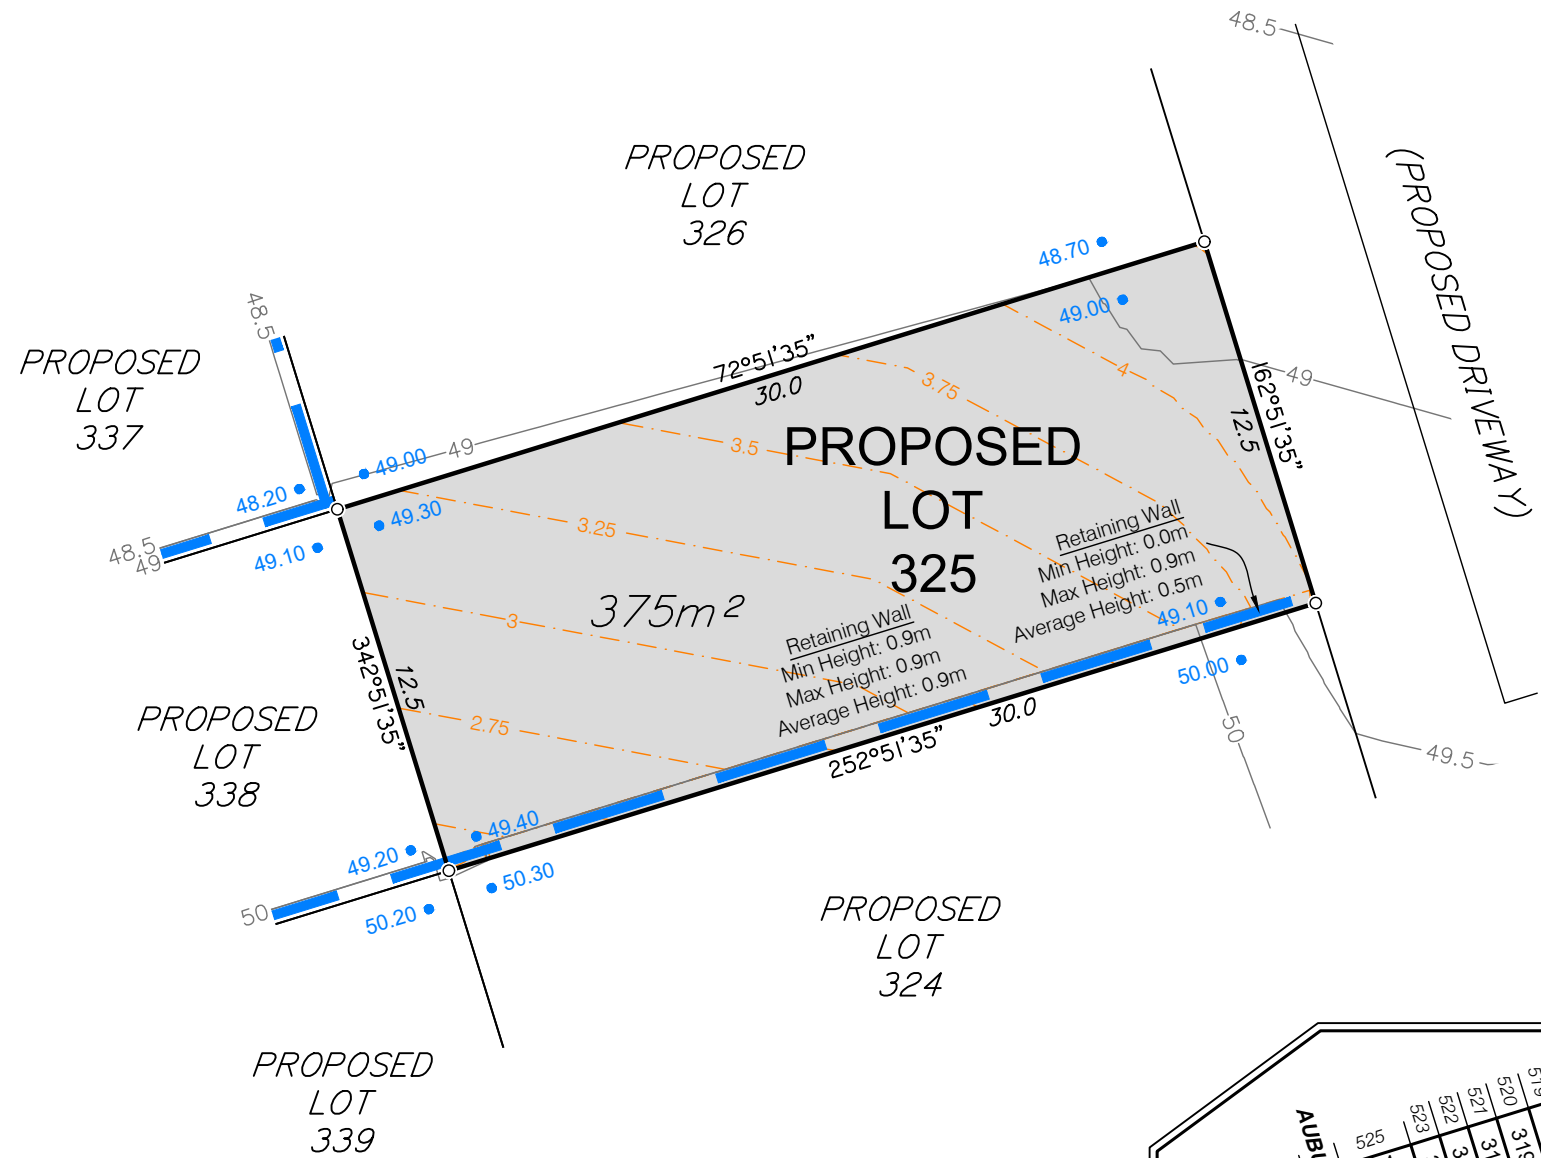 48.5
(PROPOSED DRIVEWAY)
PROPOSED
LOT
326
48.70
49.00
48.5
PROPOSED
LOT
337
72°51'35"
30.0
3.75
4
49
162°51'35"
12.5
49
49.00
3.5
PROPOSED
LOT
325
48.20
49.30
3.25
48.5
49
49.10
Retaining Wall
Min Height: 0.0m
Max Height: 0.9m
Average Height: 0.5m
49.10
375m²
3
Retaining Wall
Min Height: 0.9m
Max Height: 0.9m
Average Height: 0.9m
342°51'35"
12.5
2.75
50.00
30.0
252°51'35"
50
49.5
PROPOSED
LOT
338
49.40
49.20
50
50.20
50.30
PROPOSED
LOT
324
PROPOSED
LOT
339
525
523
522
521
520
519
319